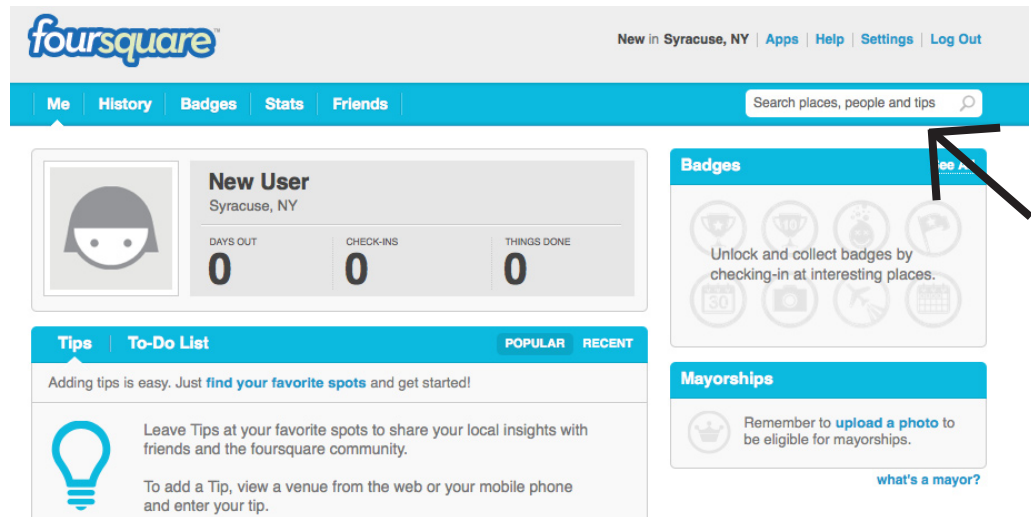 foursquare™
New in Syracuse, NY | Apps | Help | Settings | Log Out
Me History Badges Stats Friends
Search places, people and tips
New User
Syracuse, NY
DAYS OUT CHECK-INS THINGS DONE
0 0 0
Badges
See
10
Unlock and collect badges by
checking-in at interesting places.
30
Tips To-Do List POPULAR RECENT
Adding tips is easy. Just find your favorite spots and get started!
Leave Tips at your favorite spots to share your local insights with
friends and the foursquare community.
To add a Tip, view a venue from the web or your mobile phone
and enter your tip.
Mayorships
Remember to upload a photo to
be eligible for mayorships.
what's a mayor?